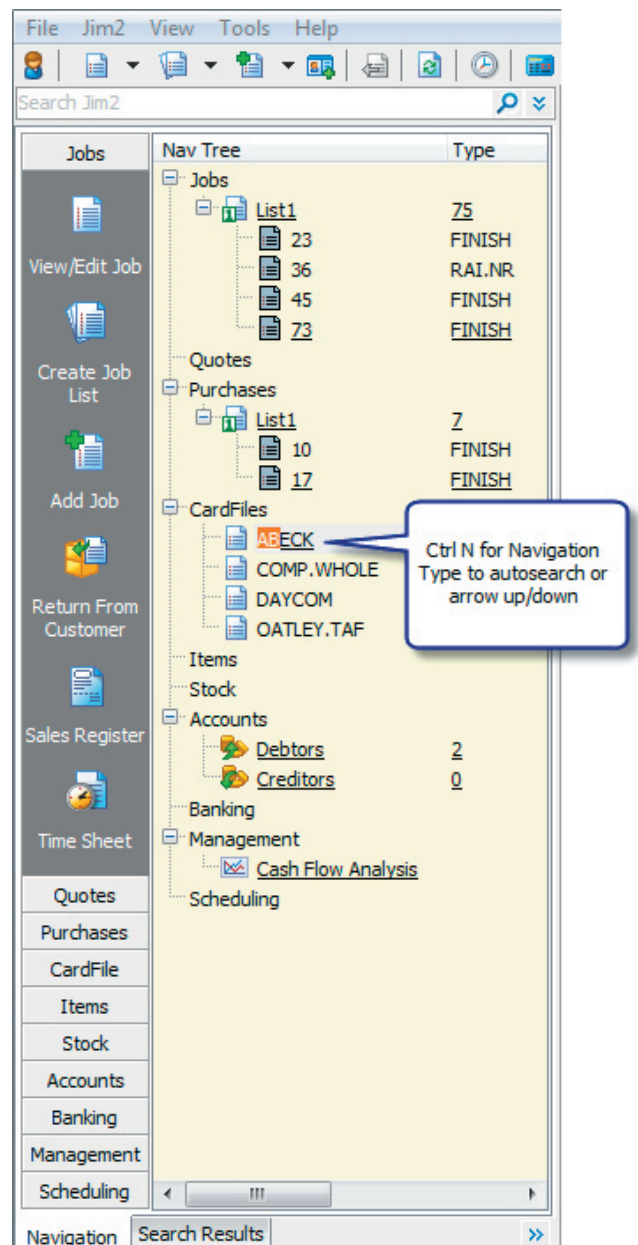 File Jim2 View Tools Help
Search Jim2
Jobs
View/Edit Job
Create Job
List
Add Job
Return From
Customer
Sales Register
Time Sheet
Quotes
Purchases
CardFile
Items
Stock
Accounts
Banking
Management
Scheduling
Nav Tree Type
Jobs
List1 75
23 FINISH
36 RAI.NR
45 FINISH
73 FINISH
Quotes
Purchases
List1 7
10 FINISH
17 FINISH
CardFiles
ABECK
COMP.WHOLE
DAYCOM
OATLEY.TAF
Items
Stock
Accounts
Debtors 2
Creditors 0
Banking
Management
Cash Flow Analysis
Scheduling
Ctrl N for Navigation
Type to autosearch or
arrow up/down
Navigation Search Results